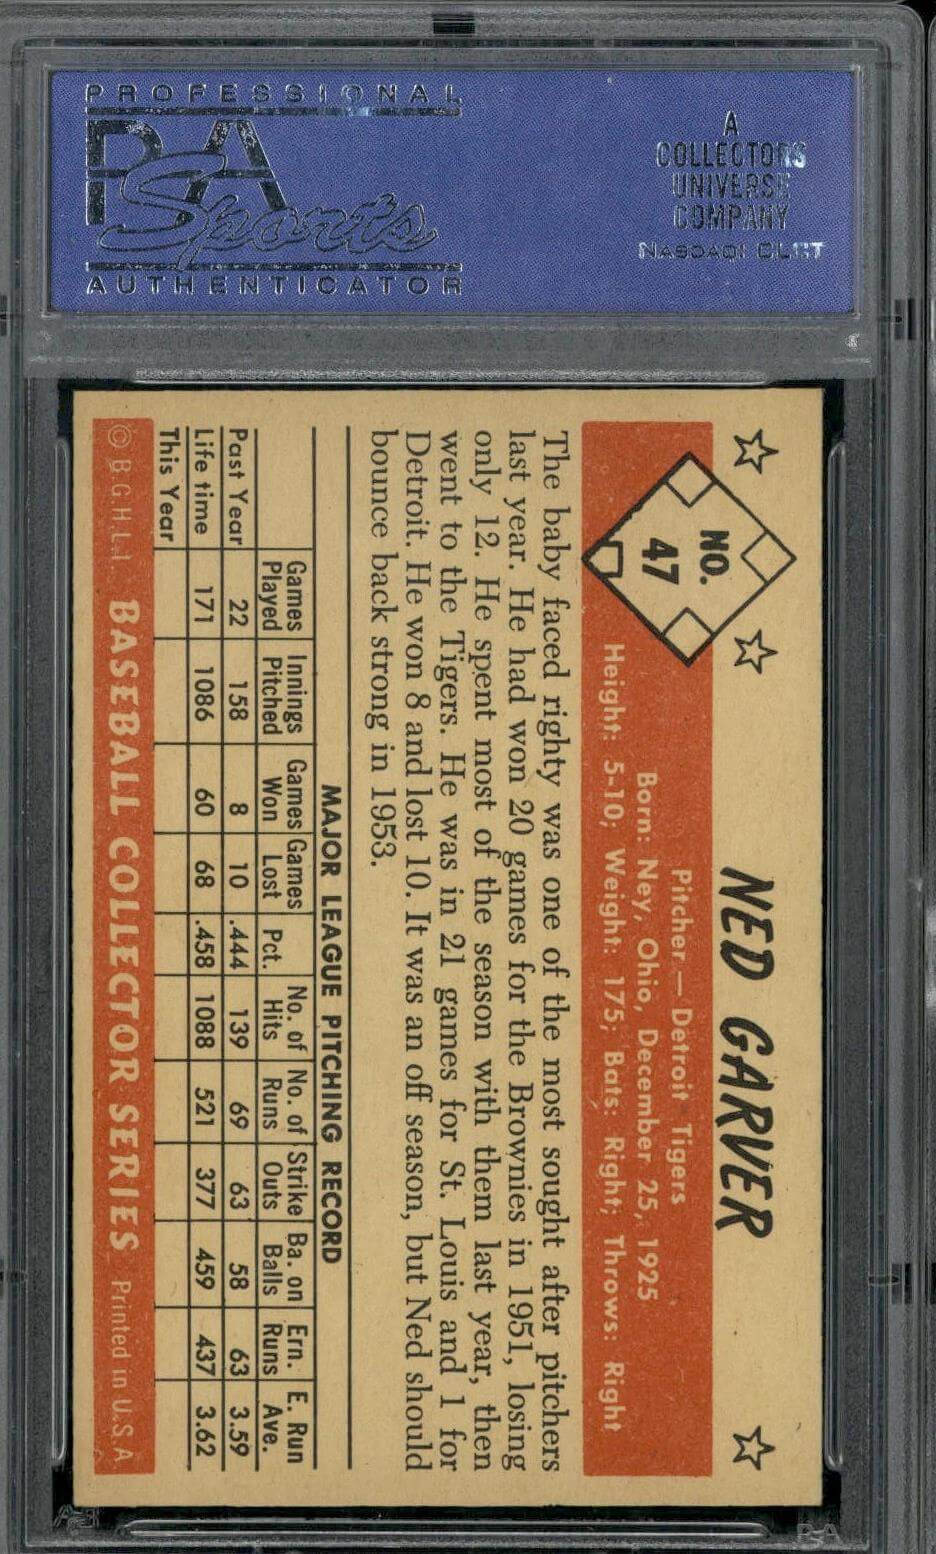 PROFESSIONAL
PSA
Sports
AUTHENTICATOR
A
COLLECTORS
UNIVERSE
COMPANY
NASDAQ: CLCT
NO.
47
NED GARVER
Pitcher—Detroit Tigers
Born: Ney, Ohio, December 25, 1925
Height: 5-10; Weight: 175; Bats: Right; Throws: Right
The baby faced righty was one of the most sought after pitchers
last year. He had won 20 games for the Brownies in 1951, losing
only 12. He spent most of the season with them last year, then
went to the Tigers. He was in 21 games for St. Louis and 1 for
Detroit. He won 8 and lost 10. It was an off season, but Ned should
bounce back strong in 1953.
MAJOR LEAGUE PITCHING RECORD
Games Played Innings Pitched Games Won Games Lost Pct. No. of Hits No. of Runs Strike Outs Ba. on Balls Ern. Runs E. Run Ave.
Past Year 22 158 8 10 .444 139 69 63 58 63 3.59
Life time 171 1086 60 68 .458 1088 521 377 459 437 3.62
This Year
© B.G.H.L.I. BASEBALL COLLECTOR SERIES Printed in U.S.A
PSA